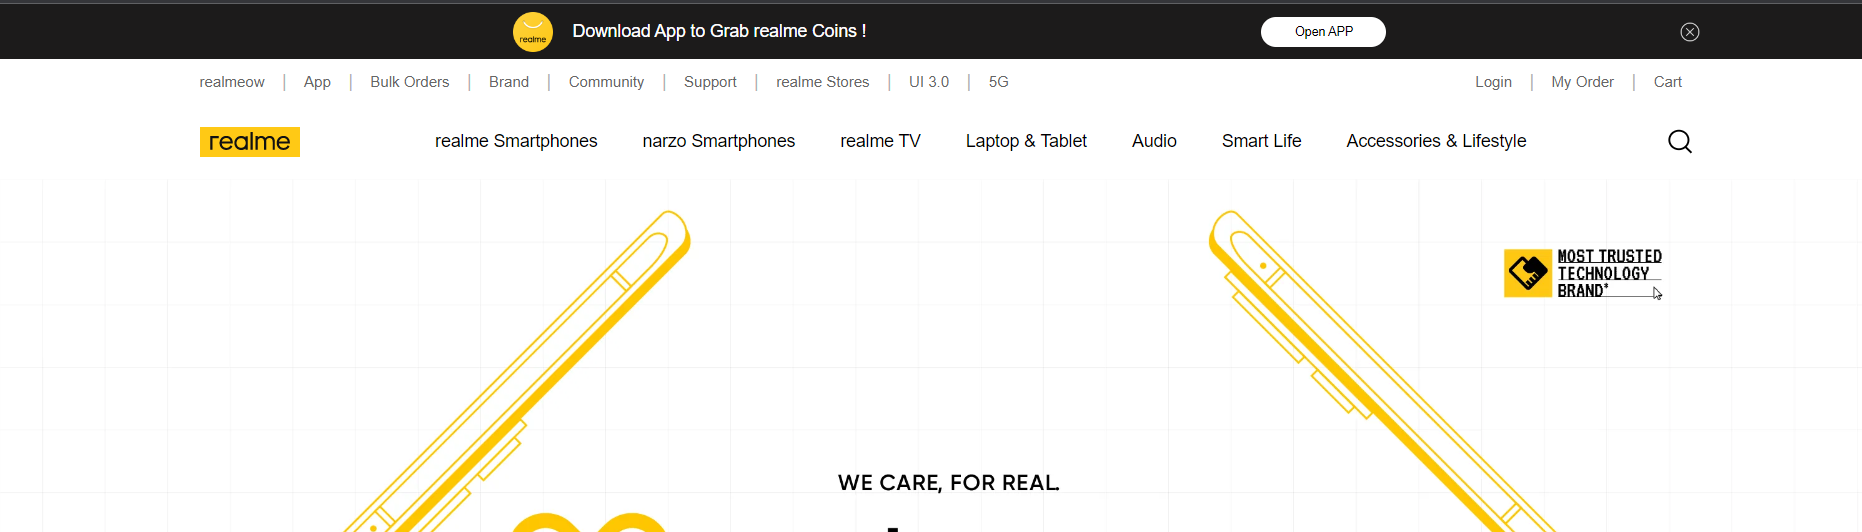 realme
Download App to Grab realme Coins !
Open APP
realmeow | App | Bulk Orders | Brand | Community | Support | realme Stores | UI 3.0 | 5G
Login | My Order | Cart
realme
realme Smartphones narzo Smartphones realme TV Laptop & Tablet Audio Smart Life Accessories & Lifestyle
MOST TRUSTED
TECHNOLOGY
BRAND*
WE CARE, FOR REAL.